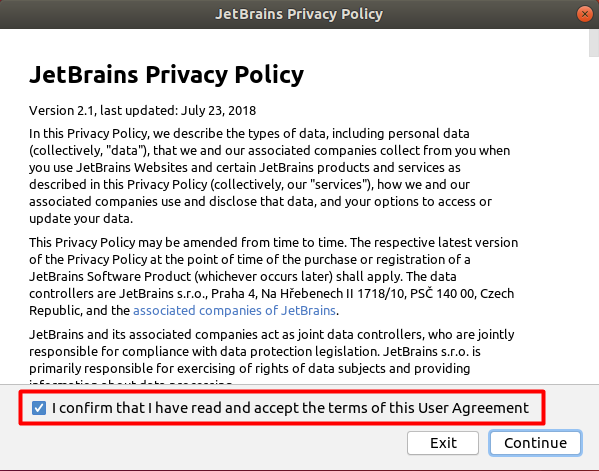 JetBrains Privacy Policy
JetBrains Privacy Policy
Version 2.1, last updated: July 23, 2018
In this Privacy Policy, we describe the types of data, including personal data
(collectively, "data"), that we and our associated companies collect from you when
you use JetBrains Websites and certain JetBrains products and services as
described in this Privacy Policy (collectively, our "services"), how we and our
associated companies use and disclose that data, and your options to access or
update your data.
This Privacy Policy may be amended from time to time. The respective latest version
of the Privacy Policy at the point of time of the purchase or registration of a
JetBrains Software Product (whichever occurs later) shall apply. The data
controllers are JetBrains s.r.o., Praha 4, Na Hřebenech II 1718/10, PSČ 140 00, Czech
Republic, and the associated companies of JetBrains.
JetBrains and its associated companies act as joint data controllers, who are jointly
responsible for compliance with data protection legislation. JetBrains s.r.o. is
primarily responsible for exercising of rights of data subjects and providing
information about data processing.
I confirm that I have read and accept the terms of this User Agreement
Exit
Continue